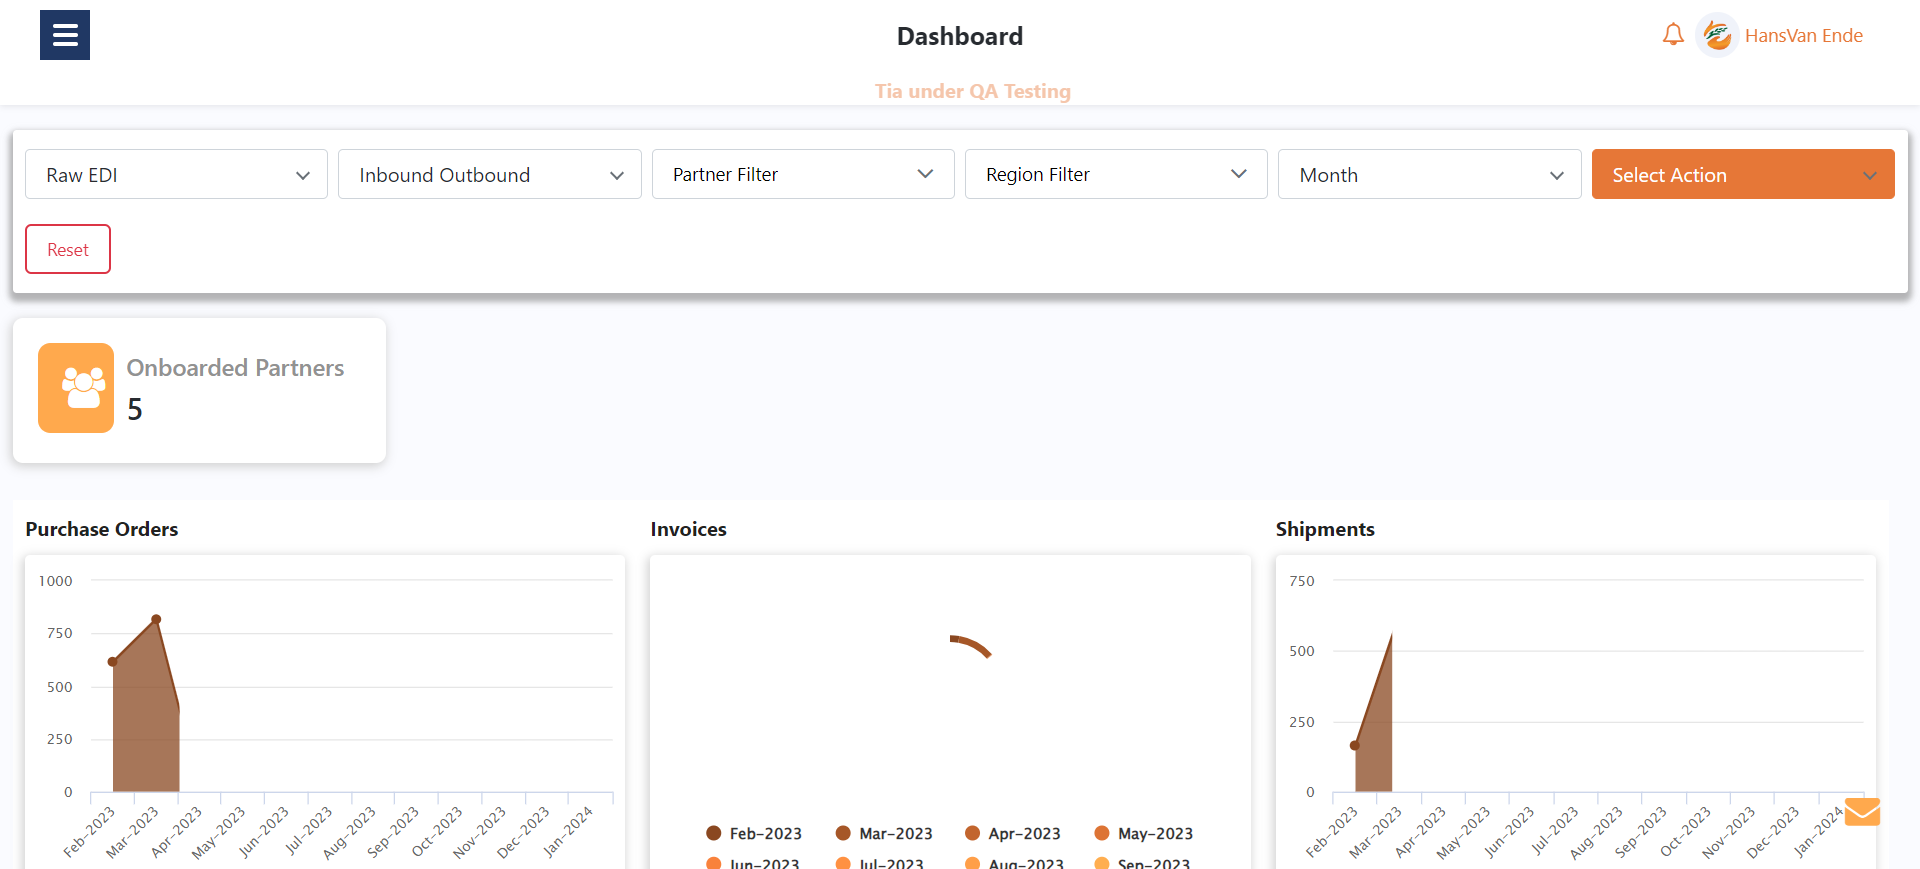 Dashboard
HansVan Ende
Tia under QA Testing
Raw EDI
Inbound Outbound
Partner Filter
Region Filter
Month
Select Action
Reset
Onboarded Partners
5
Purchase Orders
1000
750
500
250
0
Feb-2023
Mar-2023
Apr-2023
May-2023
Jun-2023
Jul-2023
Aug-2023
Sep-2023
Oct-2023
Nov-2023
Dec-2023
Jan-2024
Invoices
Feb-2023
Mar-2023
Apr-2023
May-2023
Jun-2023
Jul-2023
Aug-2023
Sep-2023
Shipments
750
500
250
0
Feb-2023
Mar-2023
Apr-2023
May-2023
Jun-2023
Jul-2023
Aug-2023
Sep-2023
Oct-2023
Nov-2023
Dec-2023
Jan-2024